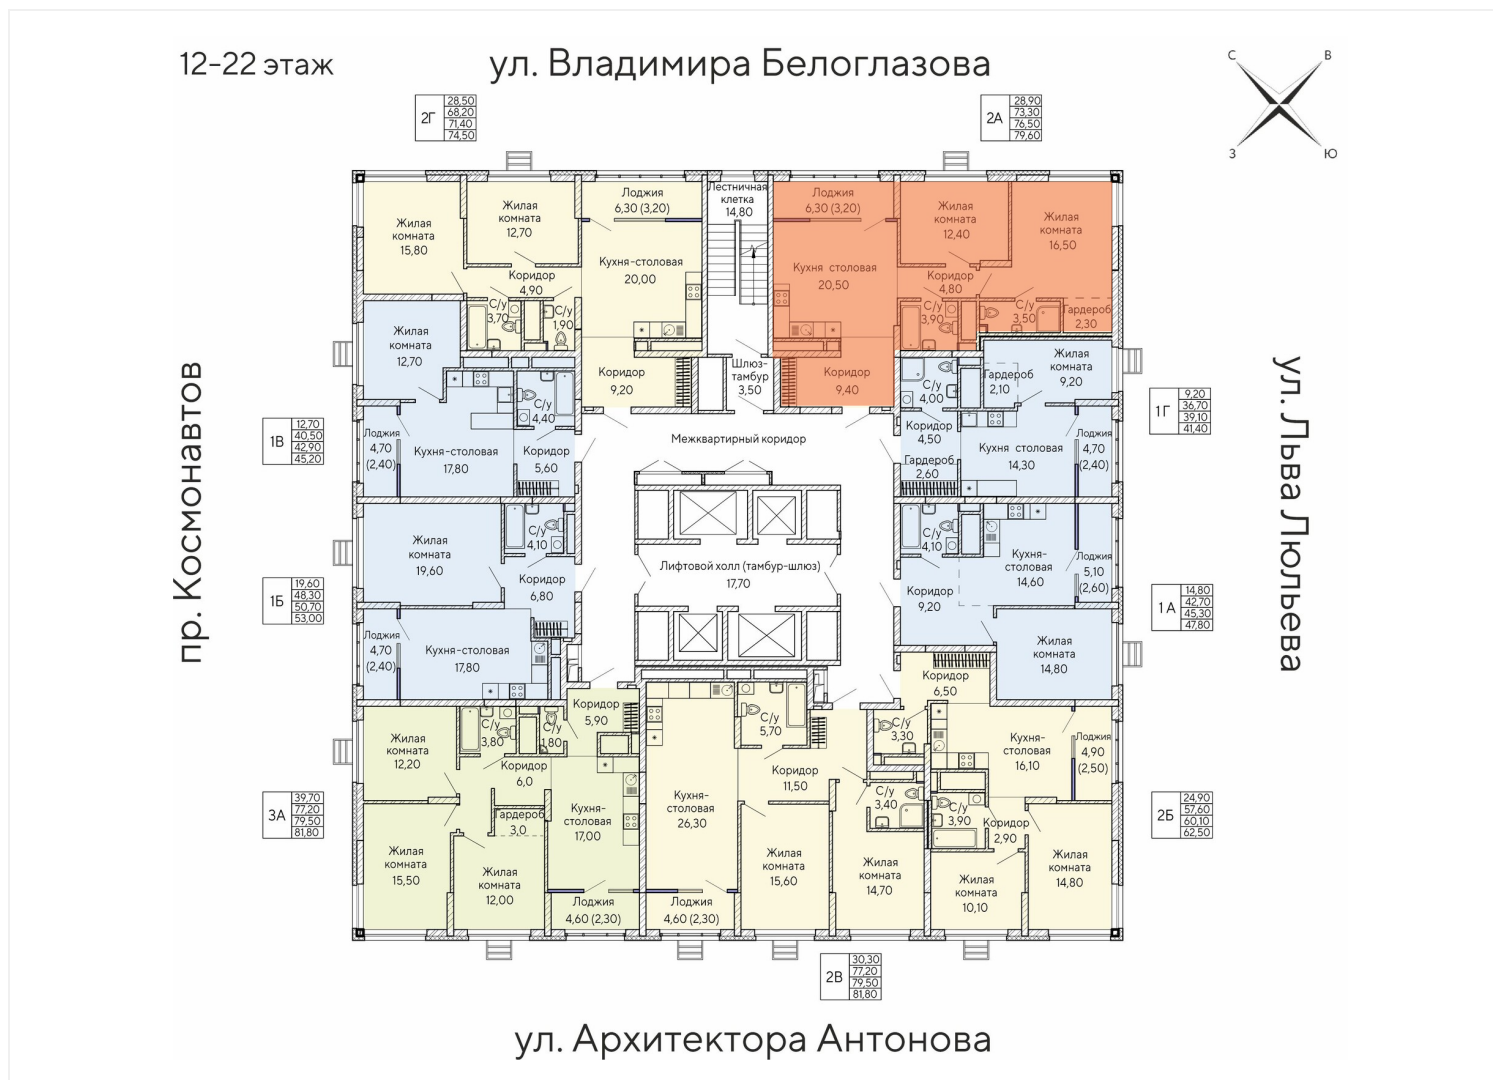 12-22 этаж
ул. Владимира Белоглазова
С
В
З
Ю
2Г
28,50
68,20
71,40
74,50
2А
28,90
73,30
76,50
79,60
Жилая
комната
15,80
Жилая
комната
12,70
Лоджия
6,30 (3,20)
Лестничная
клетка
14,80
Лоджия
6,30 (3,20)
Жилая
комната
12,40
Жилая
комната
16,50
Коридор
4,90
Кухня-столовая
20,00
Кухня столовая
20,50
Коридор
4,80
С/у
3,70
С/у
1,90
С/у
3,90
С/у
3,50
Гардероб
2,30
Жилая
комната
12,70
Коридор
9,20
Шлюз-
тамбур
3,50
Коридор
9,40
С/у
4,00
Гардероб
2,10
Жилая
комната
9,20
пр. Космонавтов
ул. Льва Люльева
1В
12,70
40,50
42,90
45,20
1Г
9,20
36,70
39,10
41,40
Лоджия
4,70
(2,40)
Кухня-столовая
17,80
С/у
4,40
Коридор
5,60
Межквартирный коридор
Коридор
4,50
Гардероб
2,60
Кухня столовая
14,30
Лоджия
4,70
(2,40)
Жилая
комната
19,60
С/у
4,10
Коридор
6,80
Лифтовой холл (тамбур-шлюз)
17,70
С/у
4,10
Кухня-
столовая
14,60
Лоджия
5,10
(2,60)
Коридор
9,20
1Б
19,60
48,30
50,70
53,00
1А
14,80
42,70
45,30
47,80
Лоджия
4,70
(2,40)
Кухня-столовая
17,80
Жилая
комната
14,80
Коридор
6,50
Коридор
5,90
С/у
3,80
С/у
1,80
Жилая
комната
12,20
Коридор
6,0
С/у
5,70
С/у
3,30
Кухня-
столовая
16,10
Лоджия
4,90
(2,50)
Коридор
11,50
3А
39,70
77,20
79,50
81,80
2Б
24,90
57,60
60,10
62,50
Гардероб
3,0
Кухня-
столовая
17,00
Кухня-
столовая
26,30
С/у
3,40
С/у
3,90
Коридор
2,90
Жилая
комната
15,50
Жилая
комната
12,00
Жилая
комната
15,60
Жилая
комната
14,70
Жилая
комната
10,10
Жилая
комната
14,80
Лоджия
4,60 (2,30)
Лоджия
4,60 (2,30)
2В
30,30
77,20
79,50
81,80
ул. Архитектора Антонова